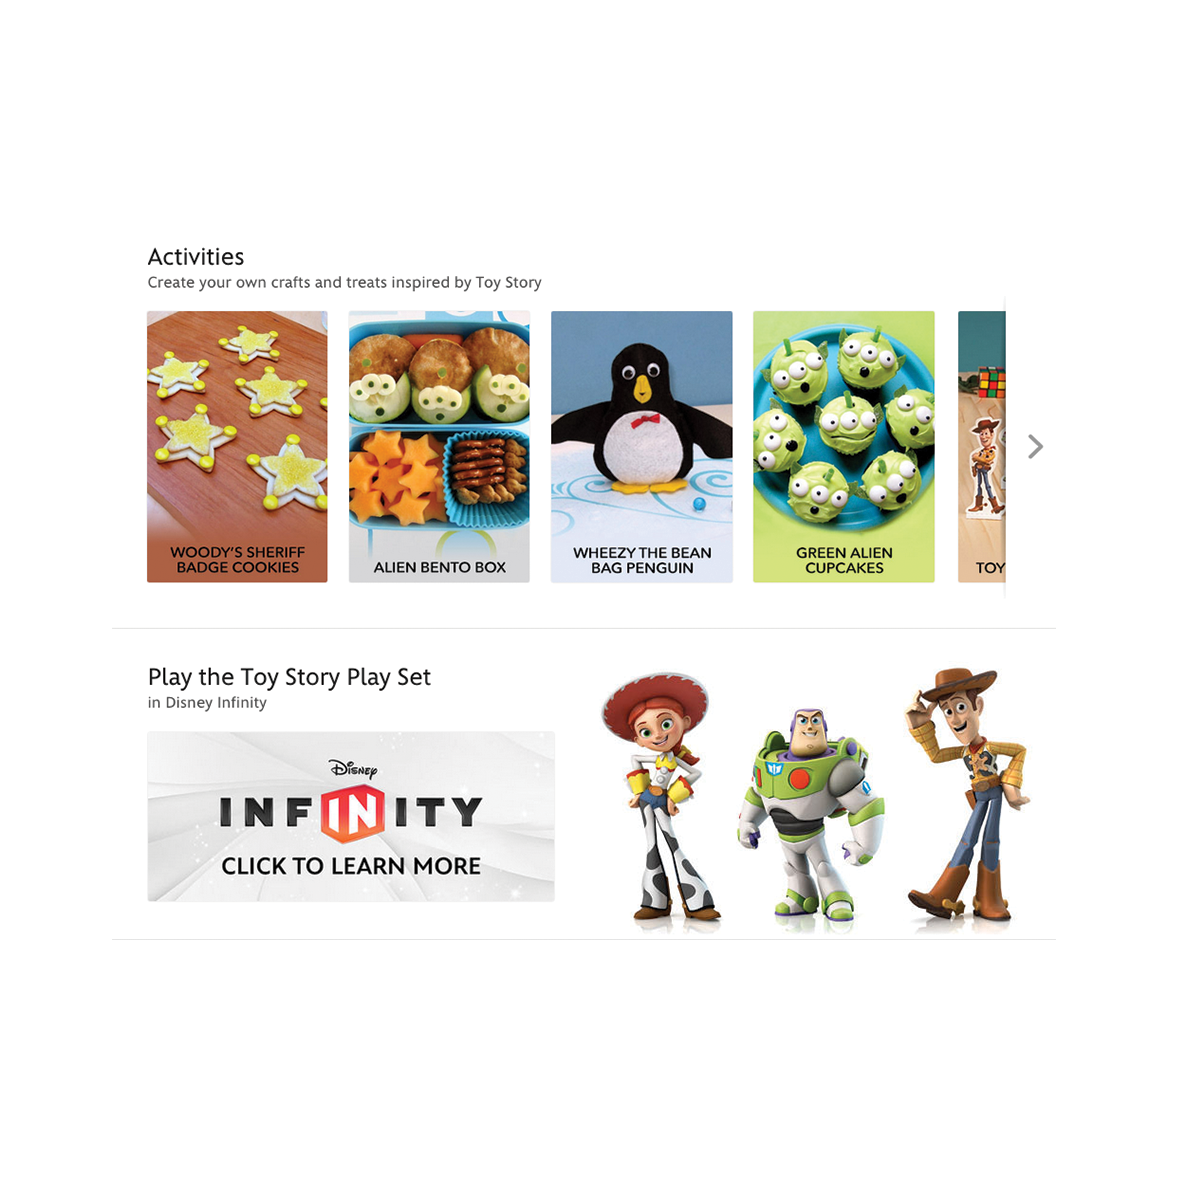 Activities
Create your own crafts and treats inspired by Toy Story
WOODY'S SHERIFF
BADGE COOKIES
ALIEN BENTO BOX
WHEEZY THE BEAN
BAG PENGUIN
GREEN ALIEN
CUPCAKES
TOY
Play the Toy Story Play Set
in Disney Infinity
DISNEY
INFINITY
CLICK TO LEARN MORE